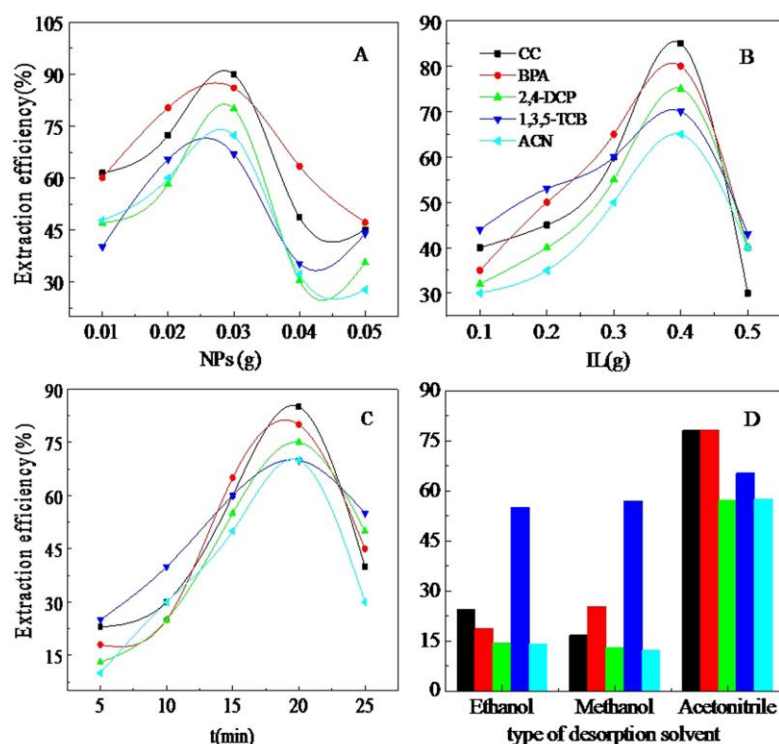 A
Extraction efficiency(%)
105
90
75
60
45
30
0.01 0.02 0.03 0.04 0.05
NPs (g)
B
CC
BPA
2,4-DCP
1,3,5-TCB
ACN
90
80
70
60
50
40
30
0.1 0.2 0.3 0.4 0.5
IL(g)
C
Extraction efficiency(%)
90
75
60
45
30
15
5 10 15 20 25
t(min)
D
90
75
60
45
30
15
0
Ethanol Methanol Acetonitrile
type of desorption solvent